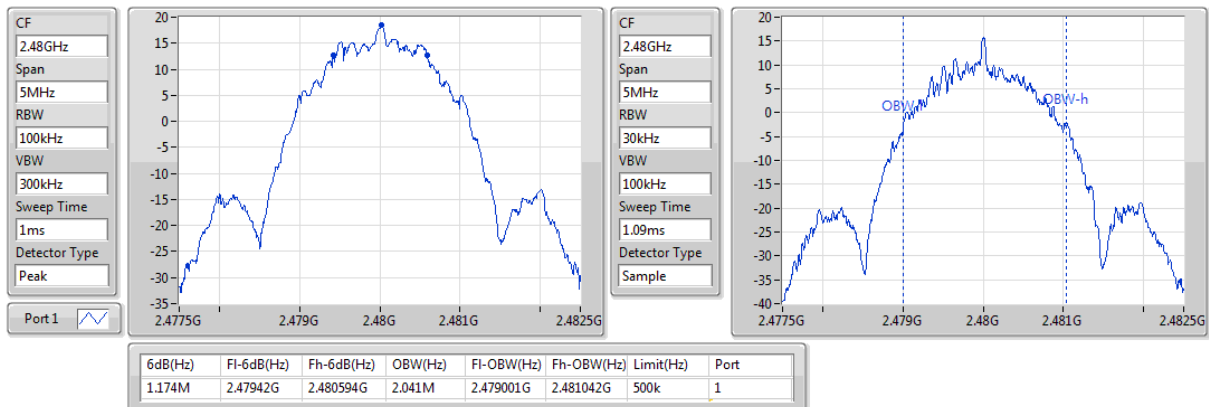 CF
2.48GHz
Span
5MHz
RBW
100kHz
VBW
300kHz
Sweep Time
1ms
Detector Type
Peak
Port 1
20
15
10
5
0
-5
-10
-15
-20
-25
-30
-35
2.4775G 2.479G 2.48G 2.481G 2.4825G
CF
2.48GHz
Span
5MHz
RBW
30kHz
VBW
100kHz
Sweep Time
1.09ms
Detector Type
Sample
20
15
10
5
0
-5
-10
-15
-20
-25
-30
-35
-40
OBW
OBW-h
2.4775G 2.479G 2.48G 2.481G 2.4825G
6dB(Hz) Fl-6dB(Hz) Fh-6dB(Hz) OBW(Hz) Fl-OBW(Hz) Fh-OBW(Hz) Limit(Hz) Port
1.174M 2.47942G 2.480594G 2.041M 2.479001G 2.481042G 500k 1